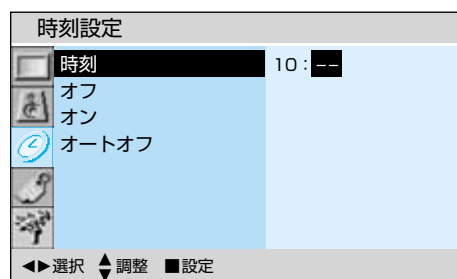 時刻設定
時刻 10:--
オフ
オン
オートオフ
◀▶選択 ▲▼調整 ■設定